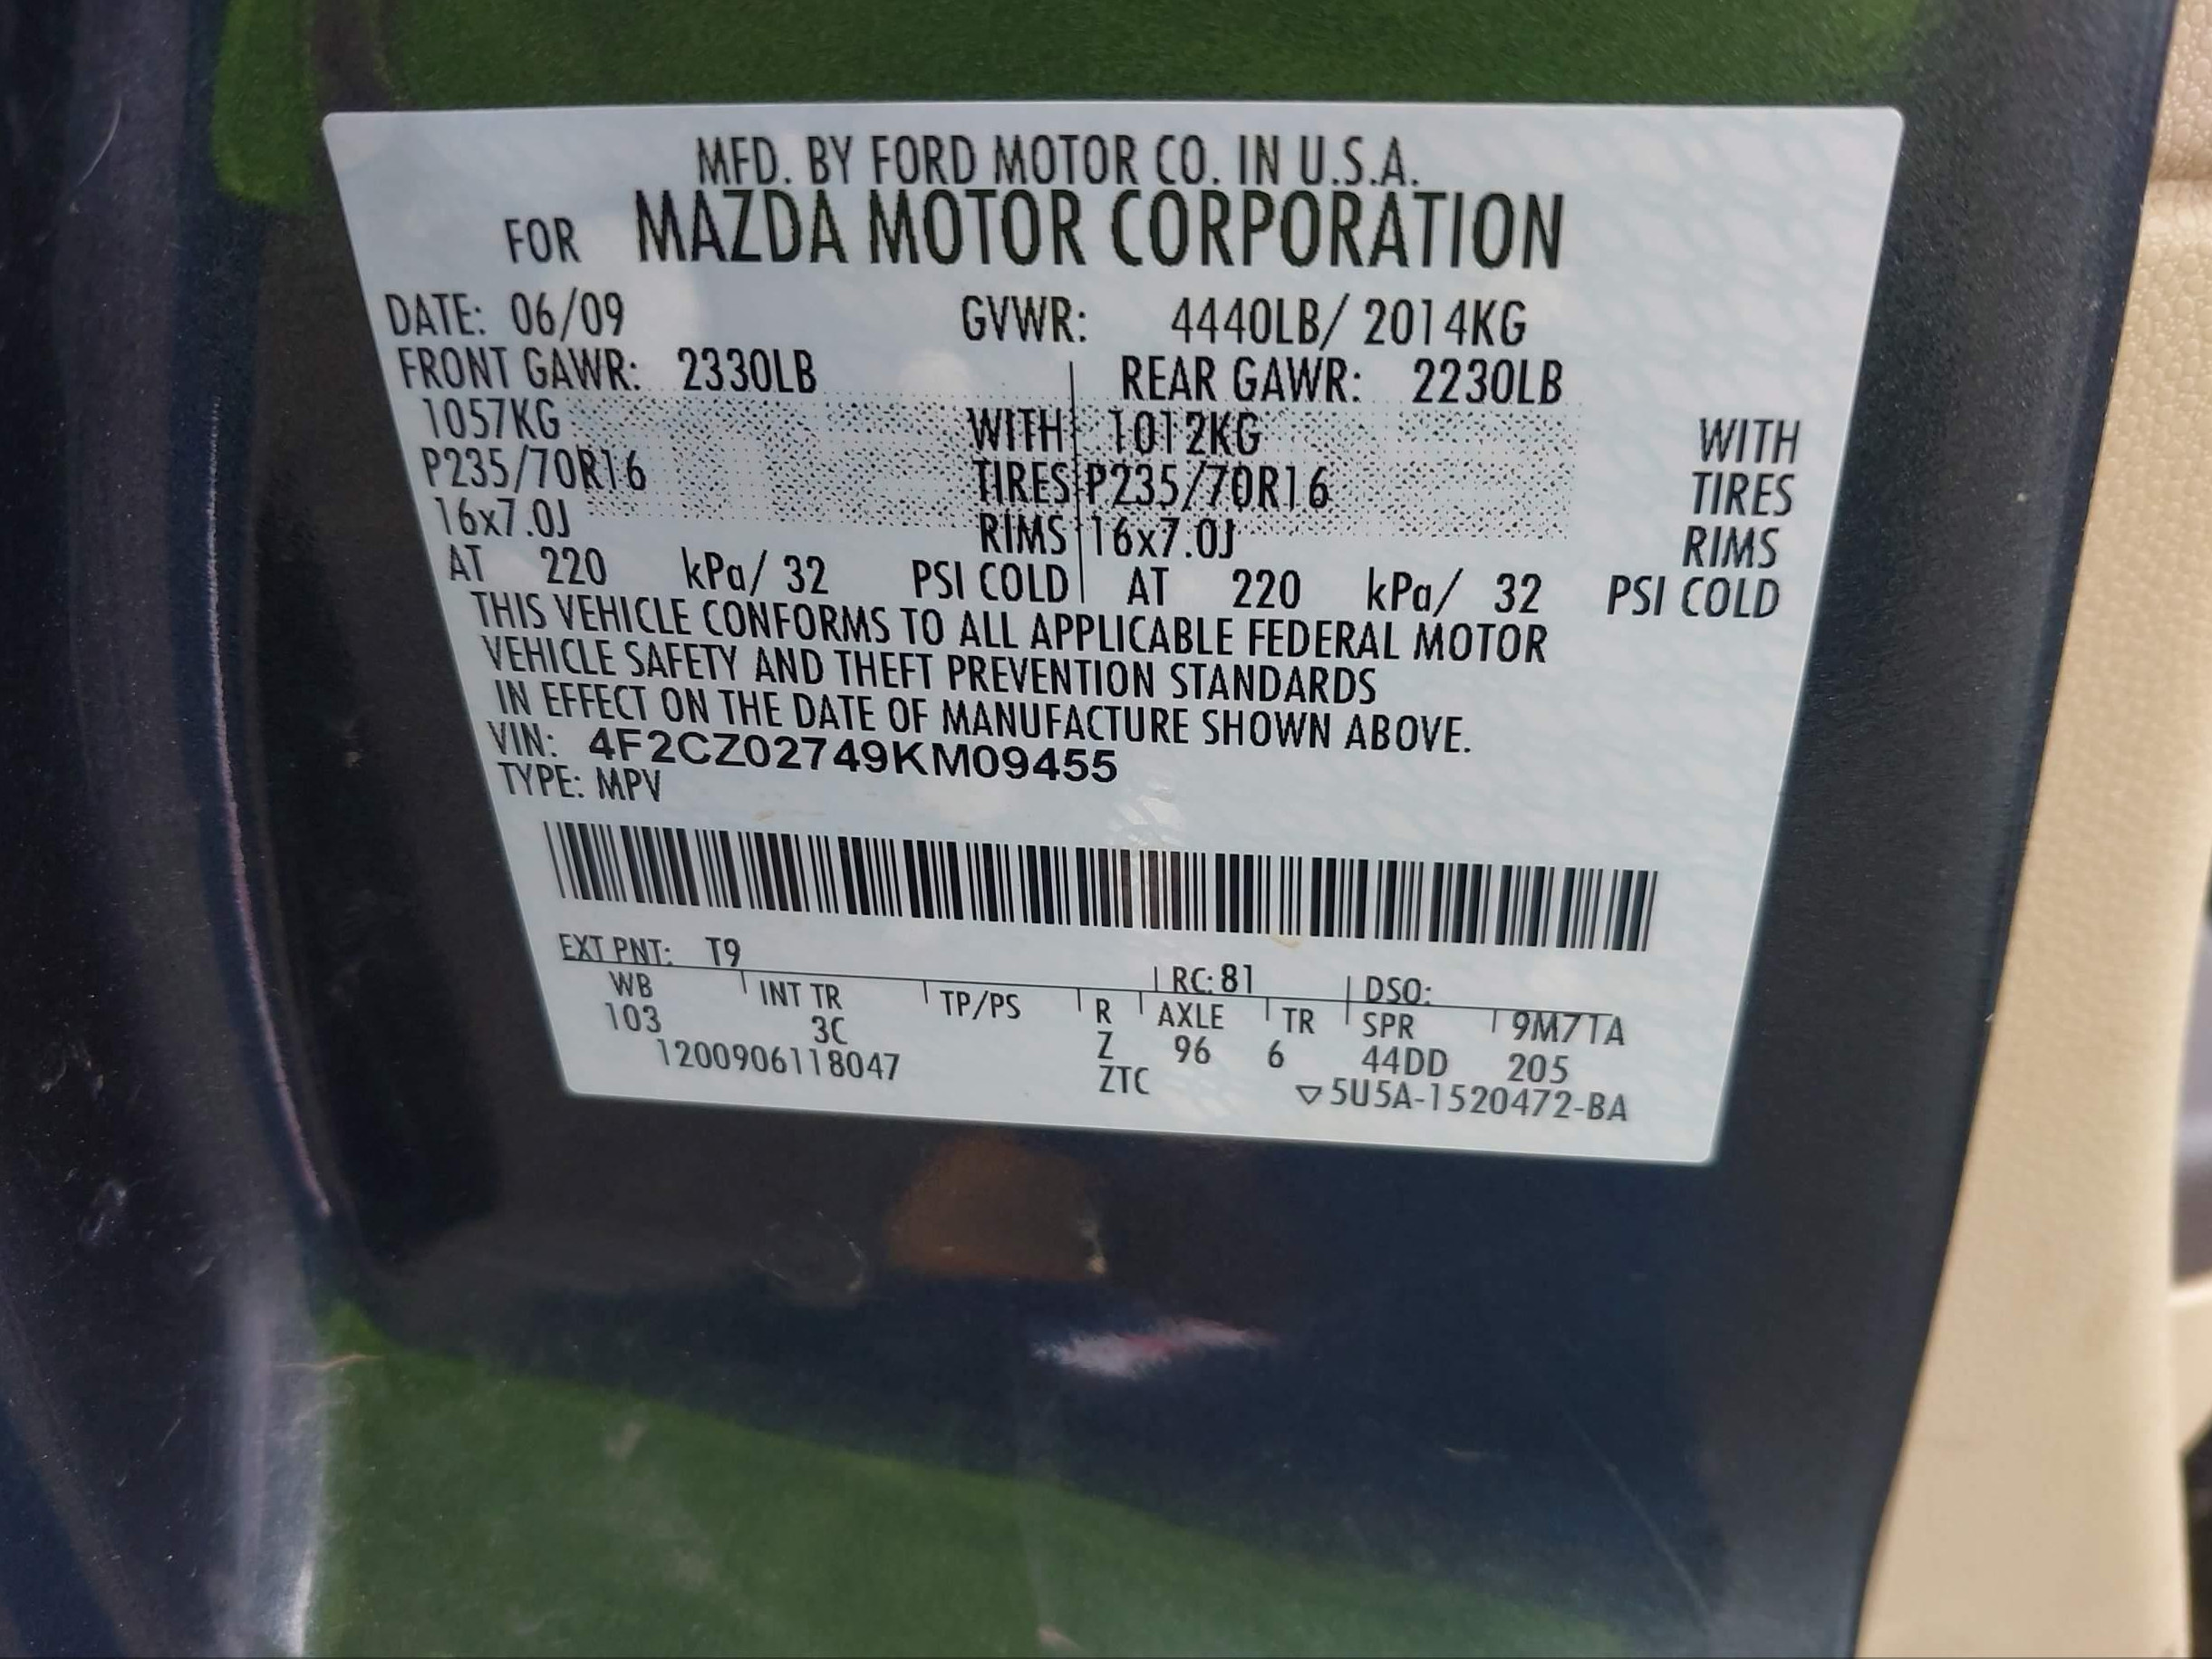 MFD. BY FORD MOTOR CO. IN U.S.A.
FOR MAZDA MOTOR CORPORATION
DATE: 06/09 GVWR: 4440LB/ 2014KG
FRONT GAWR: 2330LB REAR GAWR: 2230LB
1057KG WITH 1012KG WITH
P235/70R16 TIRES P235/70R16 TIRES
16x7.0J RIMS 16x7.0J RIMS
AT 220 kPa/ 32 PSI COLD AT 220 kPa/ 32 PSI COLD
THIS VEHICLE CONFORMS TO ALL APPLICABLE FEDERAL MOTOR
VEHICLE SAFETY AND THEFT PREVENTION STANDARDS
IN EFFECT ON THE DATE OF MANUFACTURE SHOWN ABOVE.
VIN: 4F2CZ02749KM09455
TYPE: MPV
EXT PNT: T9 RC: 81 DSO:
WB INT TR TP/PS R AXLE TR SPR 9M7TA
103 3C Z 96 6 44DD 205
1200906118047 ZTC ▽5U5A-1520472-BA